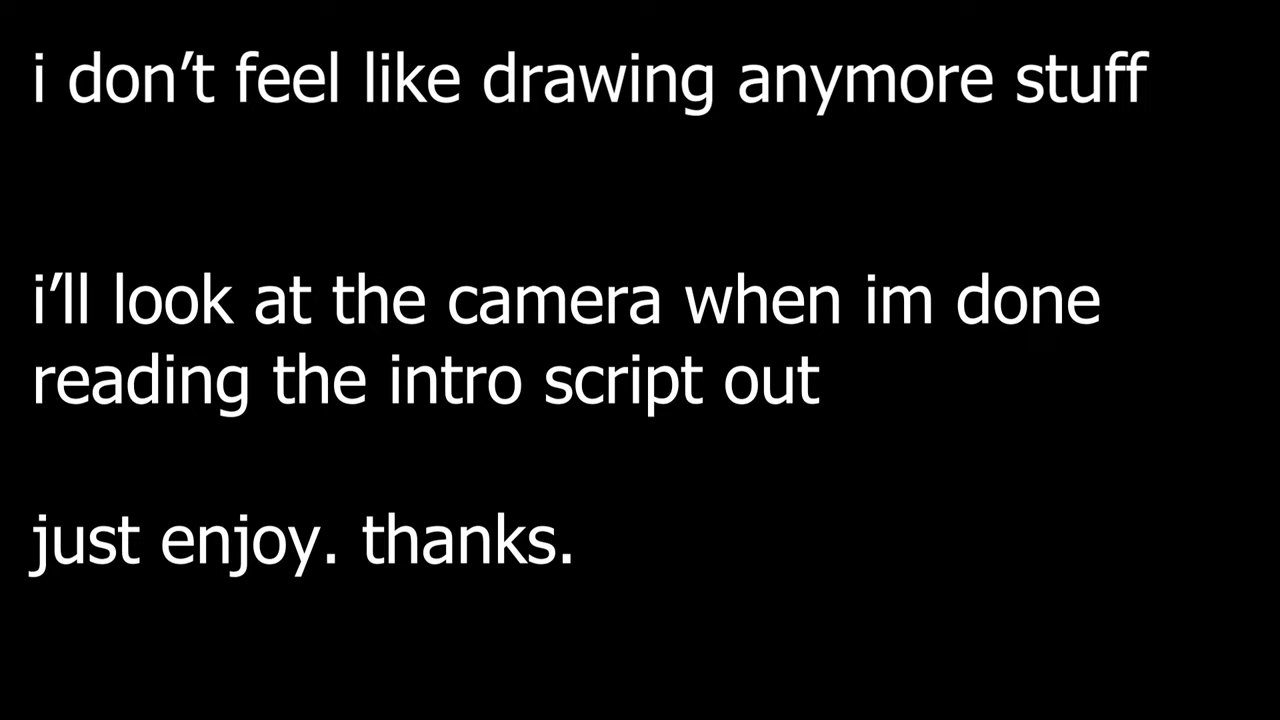 i don’t feel like drawing anymore stuff
i’ll look at the camera when im done
reading the intro script out
just enjoy. thanks.